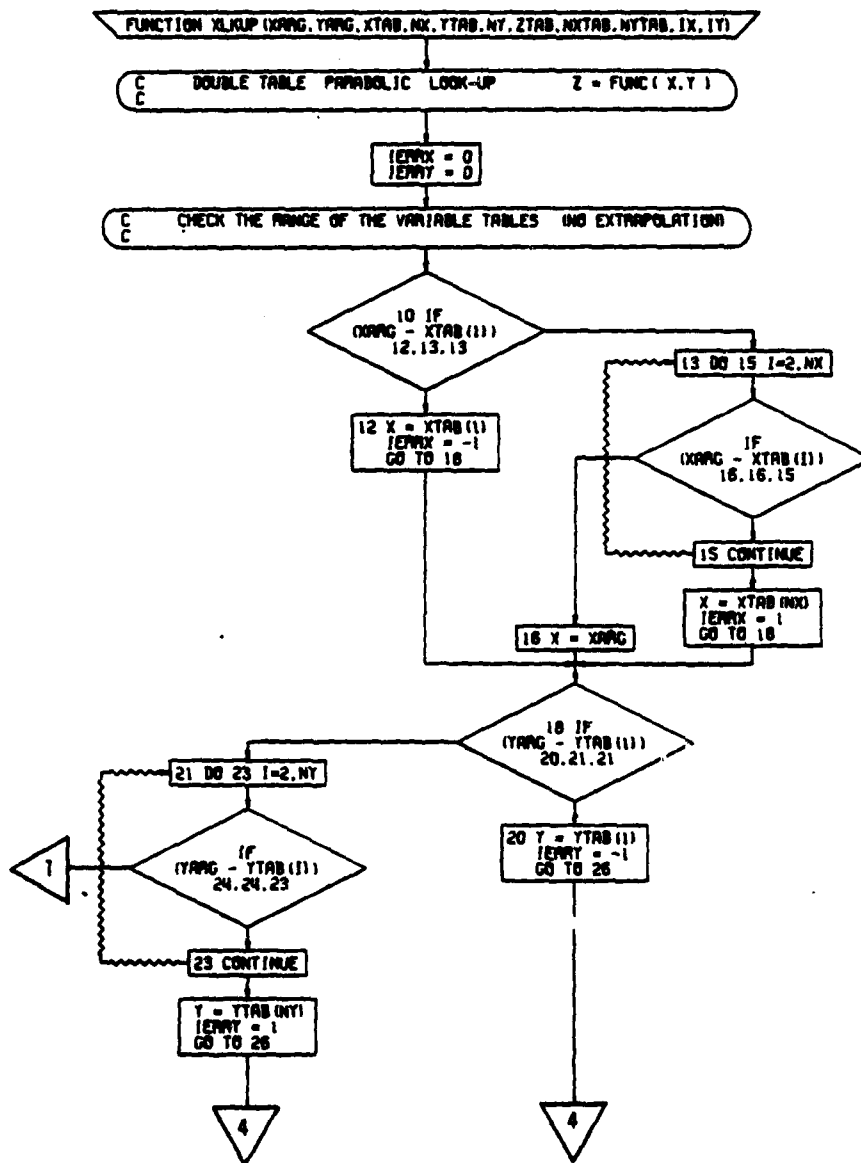 FUNCTION XLKUP(XARG,YARG,XTAB,NX,YTAB,NY,ZTAB,NXTAB,NYTAB,IX,IY)
C DOUBLE TABLE PARABOLIC LOOK-UP Z = FUNC( X,Y )
C
IERRX = 0
IERRY = 0
C CHECK THE RANGE OF THE VARIABLE TABLES (NO EXTRAPOLATION)
C
10 IF
(XARG - XTAB(1))
12,13,13
13 DO 15 I=2,NX
12 X = XTAB(1)
IERRX = -1
GO TO 18
IF
(XARG - XTAB(I))
16,16,15
15 CONTINUE
X = XTAB(NX)
IERRX = 1
GO TO 18
16 X = XARG
18 IF
(YARG - YTAB(1))
20,21,21
21 DO 23 I=2,NY
20 Y = YTAB(1)
IERRY = -1
GO TO 26
1
IF
(YARG - YTAB(I))
24,24,23
23 CONTINUE
Y = YTAB(NY)
IERRY = 1
GO TO 26
4
4